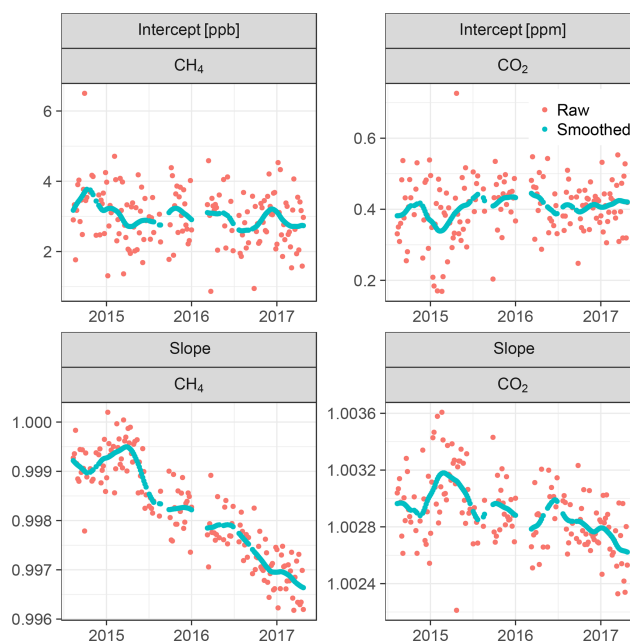 Intercept [ppb]
CH₄
6
4
2
2015 2016 2017
Intercept [ppm]
CO₂
Raw
Smoothed
0.6
0.4
0.2
2015 2016 2017
Slope
CH₄
1.000
0.999
0.998
0.997
0.996
2015 2016 2017
Slope
CO₂
1.0036
1.0032
1.0028
1.0024
2015 2016 2017